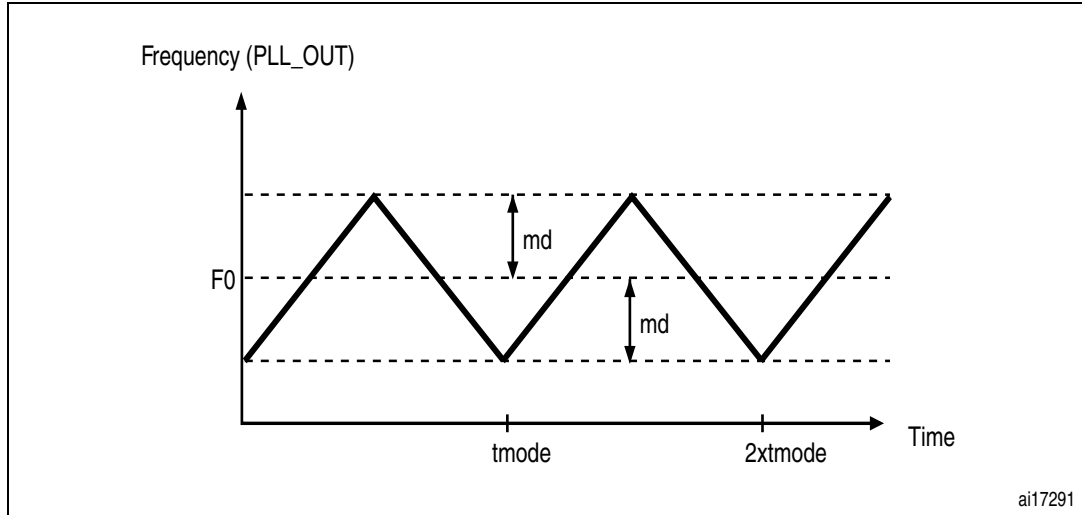 Frequency (PLL_OUT)
md
F0
md
tmode
2xtmode
Time
ai17291